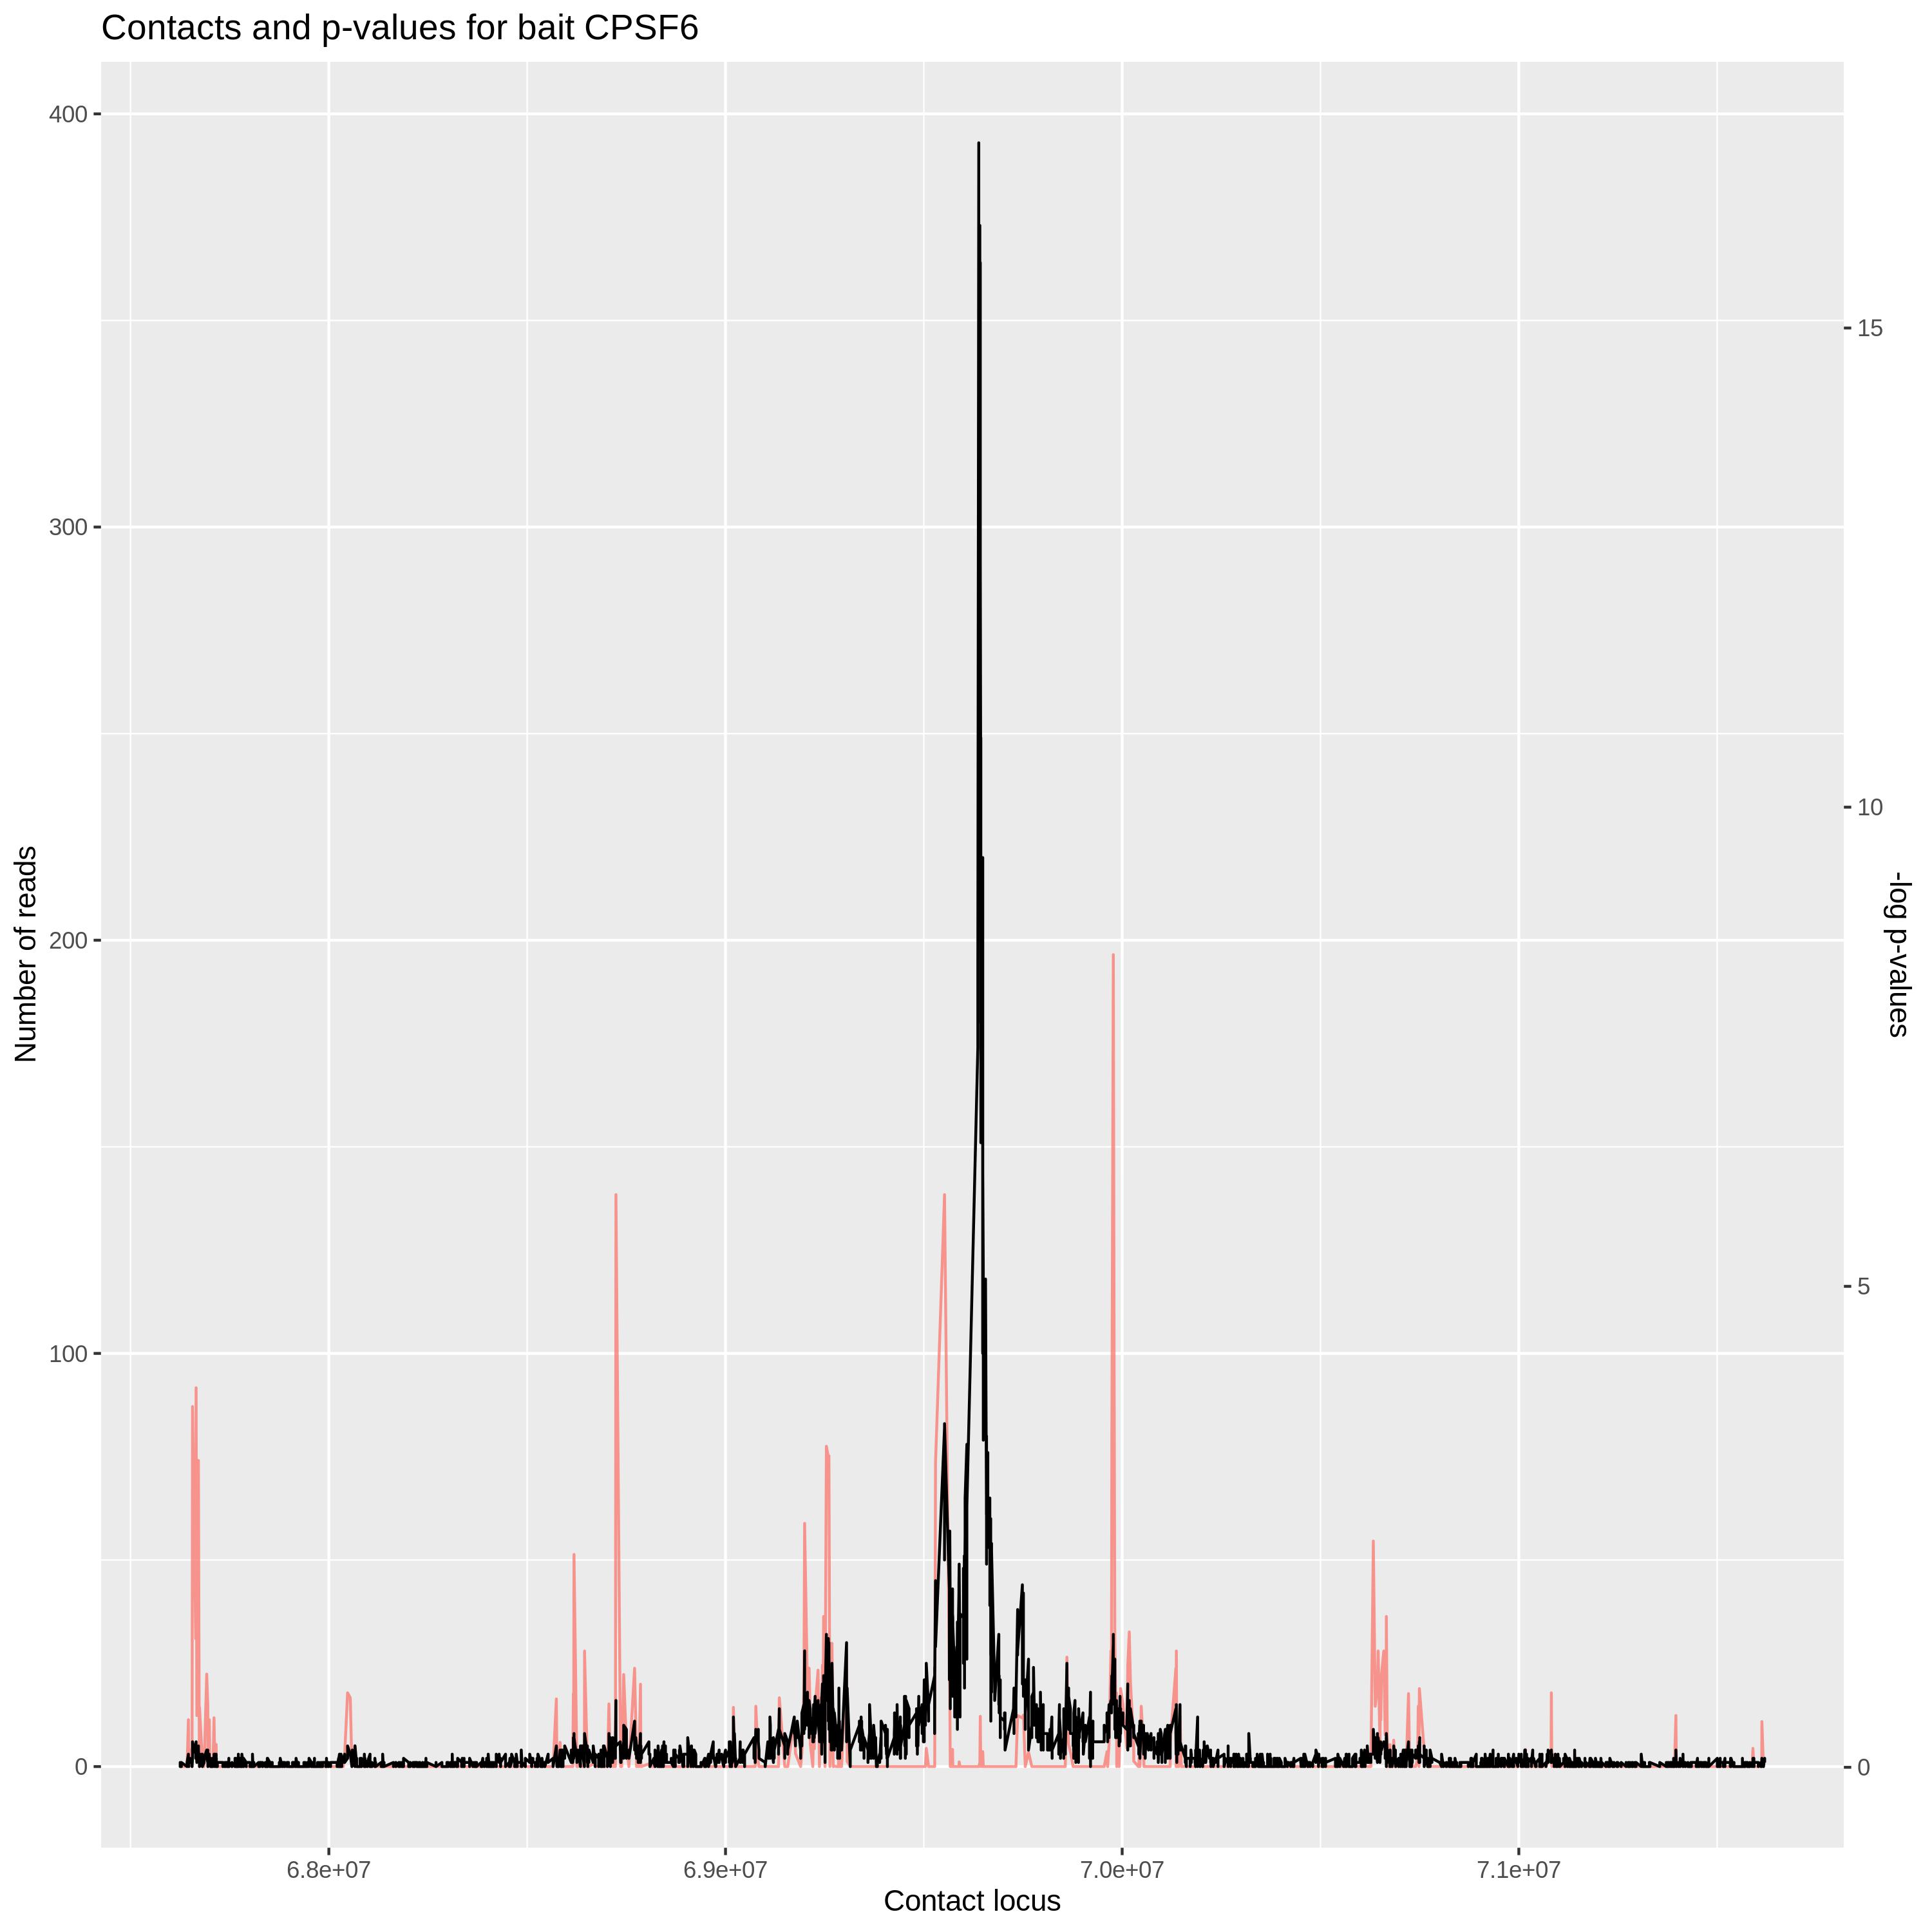 Contacts and p-values for bait CPSF6
400
300
200
100
0
Number of reads
15
10
5
0
-log p-values
6.8e+07
6.9e+07
7.0e+07
7.1e+07
Contact locus